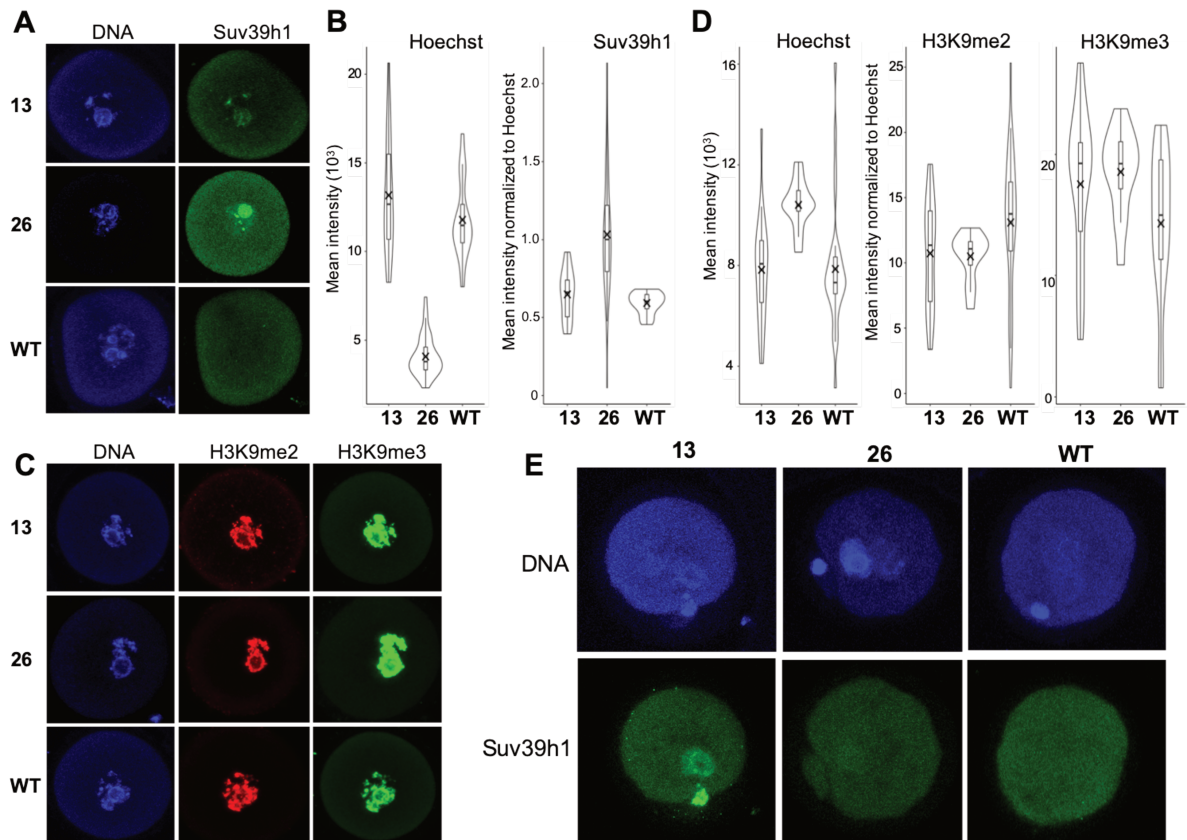 A
DNA
Suv39h1
13
26
WT
B
Hoechst
Suv39h1
Mean intensity (10³)
20
15
10
5
13 26 WT
Mean intensity normalized to Hoechst
2.0
1.5
1.0
0.5
0
13 26 WT
D
Hoechst
H3K9me2
H3K9me3
Mean intensity (10³)
16
12
8
4
13 26 WT
Mean intensity normalized to Hoechst
25
20
15
10
5
0
13 26 WT
20
10
0
13 26 WT
C
DNA
H3K9me2
H3K9me3
13
26
WT
E
13
26
WT
DNA
Suv39h1